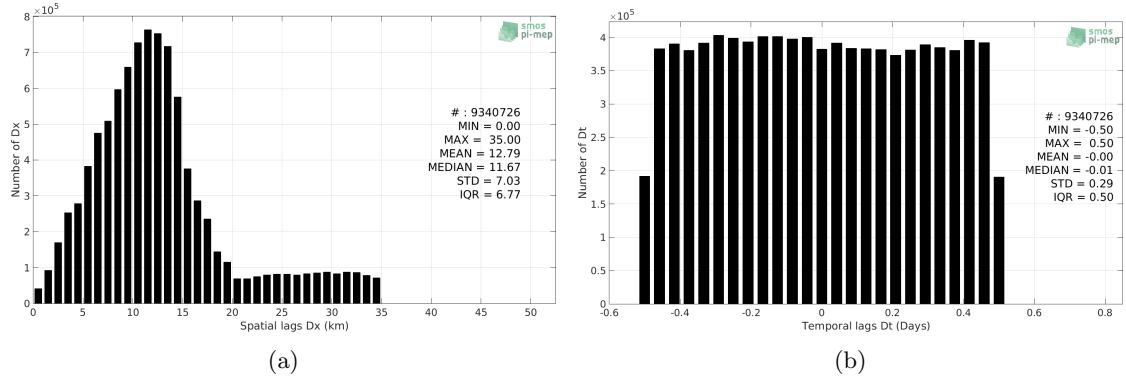 ×10⁵
8
7
6
5
4
3
2
1
0
Number of Dx
0 5 10 15 20 25 30 35 40 45 50
Spatial lags Dx (km)
smos
pi-mep
# : 9340726
MIN = 0.00
MAX = 35.00
MEAN = 12.79
MEDIAN = 11.67
STD = 7.03
IQR = 6.77
(a)
×10⁵
4
3.5
3
2.5
2
1.5
1
0.5
0
Number of Dt
-0.6 -0.4 -0.2 0 0.2 0.4 0.6 0.8
Temporal lags Dt (Days)
smos
pi-mep
# : 9340726
MIN = -0.50
MAX = 0.50
MEAN = -0.00
MEDIAN = -0.01
STD = 0.29
IQR = 0.50
(b)